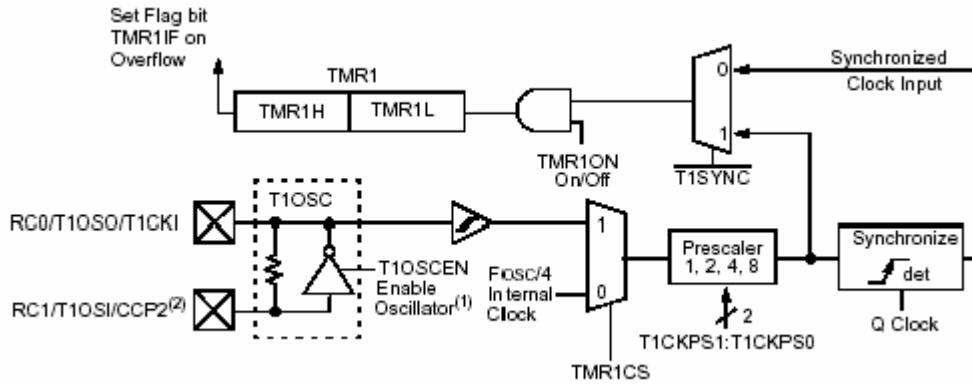 Set Flag bit
TMR1IF on
Overflow
TMR1
TMR1H
TMR1L
TMR1ON
On/Off
0
1
T1SYNC
Synchronized
Clock Input
RC0/T1OSO/T1CKI
T1OSC
RC1/T1OSI/CCP2(2)
T1OSCEN
Enable
Oscillator(1)
FOSC/4
Internal
Clock
1
0
TMR1CS
Prescaler
1, 2, 4, 8
2
T1CKPS1:T1CKPS0
Synchronize
det
Q Clock